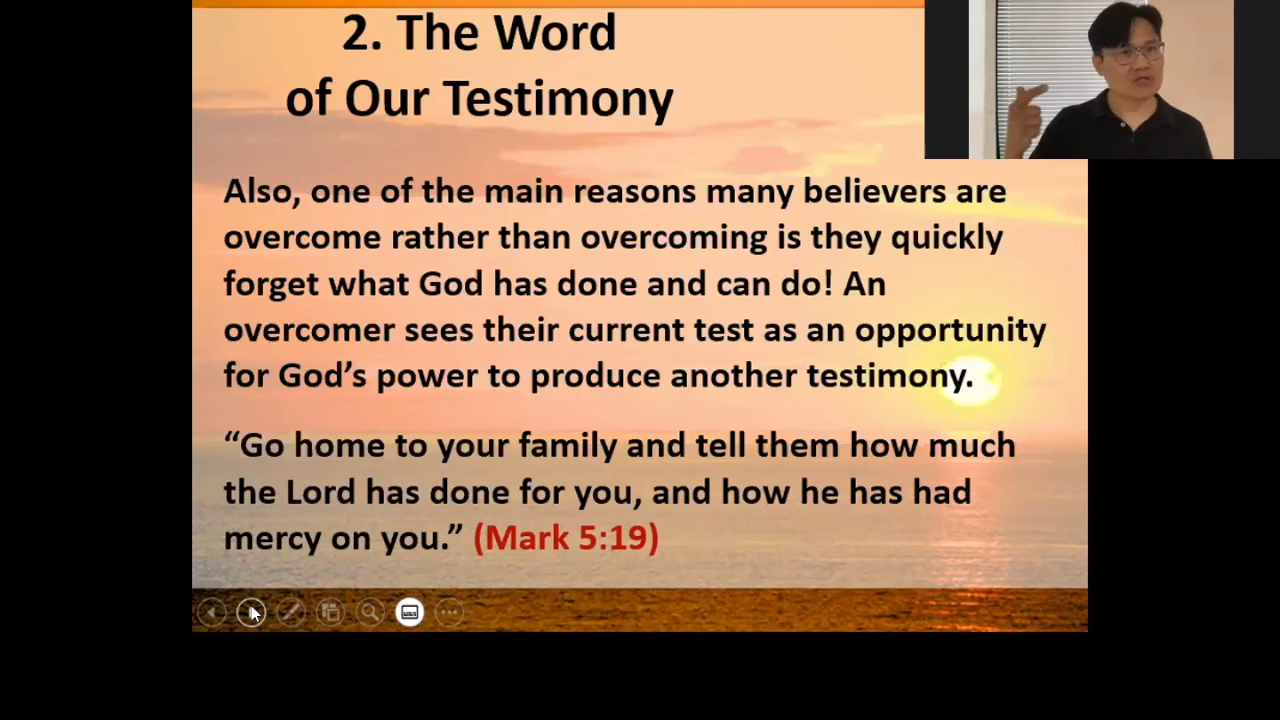 2. The Word
of Our Testimony
Also, one of the main reasons many believers are
overcome rather than overcoming is they quickly
forget what God has done and can do! An
overcomer sees their current test as an opportunity
for God’s power to produce another testimony.
“Go home to your family and tell them how much
the Lord has done for you, and how he has had
mercy on you.” (Mark 5:19)